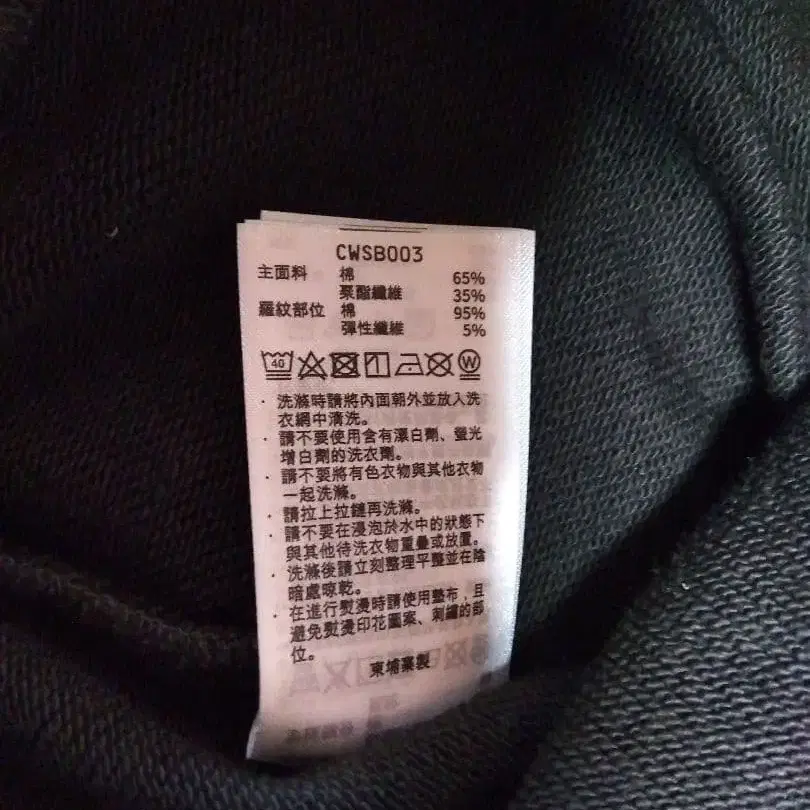 CWSB003
主面料 棉 65%
聚酯纖維 35%
羅紋部位 棉 95%
彈性纖維 5%
40 W
· 洗滌時請將內面朝外並放入洗
衣網中清洗。
· 請不要使用含有漂白劑、螢光
增白劑的洗衣劑。
· 請不要將有色衣物與其他衣物
一起洗滌。
· 請拉上拉鏈再洗滌。
· 請不要在浸泡於水中的狀態下
與其他待洗衣物重疊或放置。
· 洗滌後請立刻整理平整並在陰
暗處晾乾。
· 在進行熨燙時請使用墊布，且
避免熨燙印花圖案、刺繡的部
位。
柬埔寨製